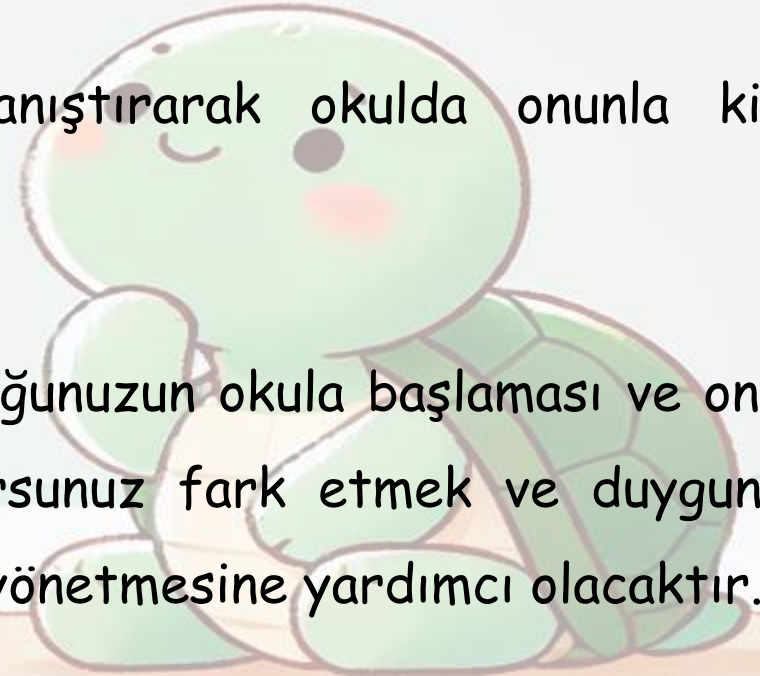 anıştırarak okulda onunla ki
ğunuzun okula başlaması ve on
rsunuz fark etmek ve duygun
yönetmesine yardımcı olacaktır.